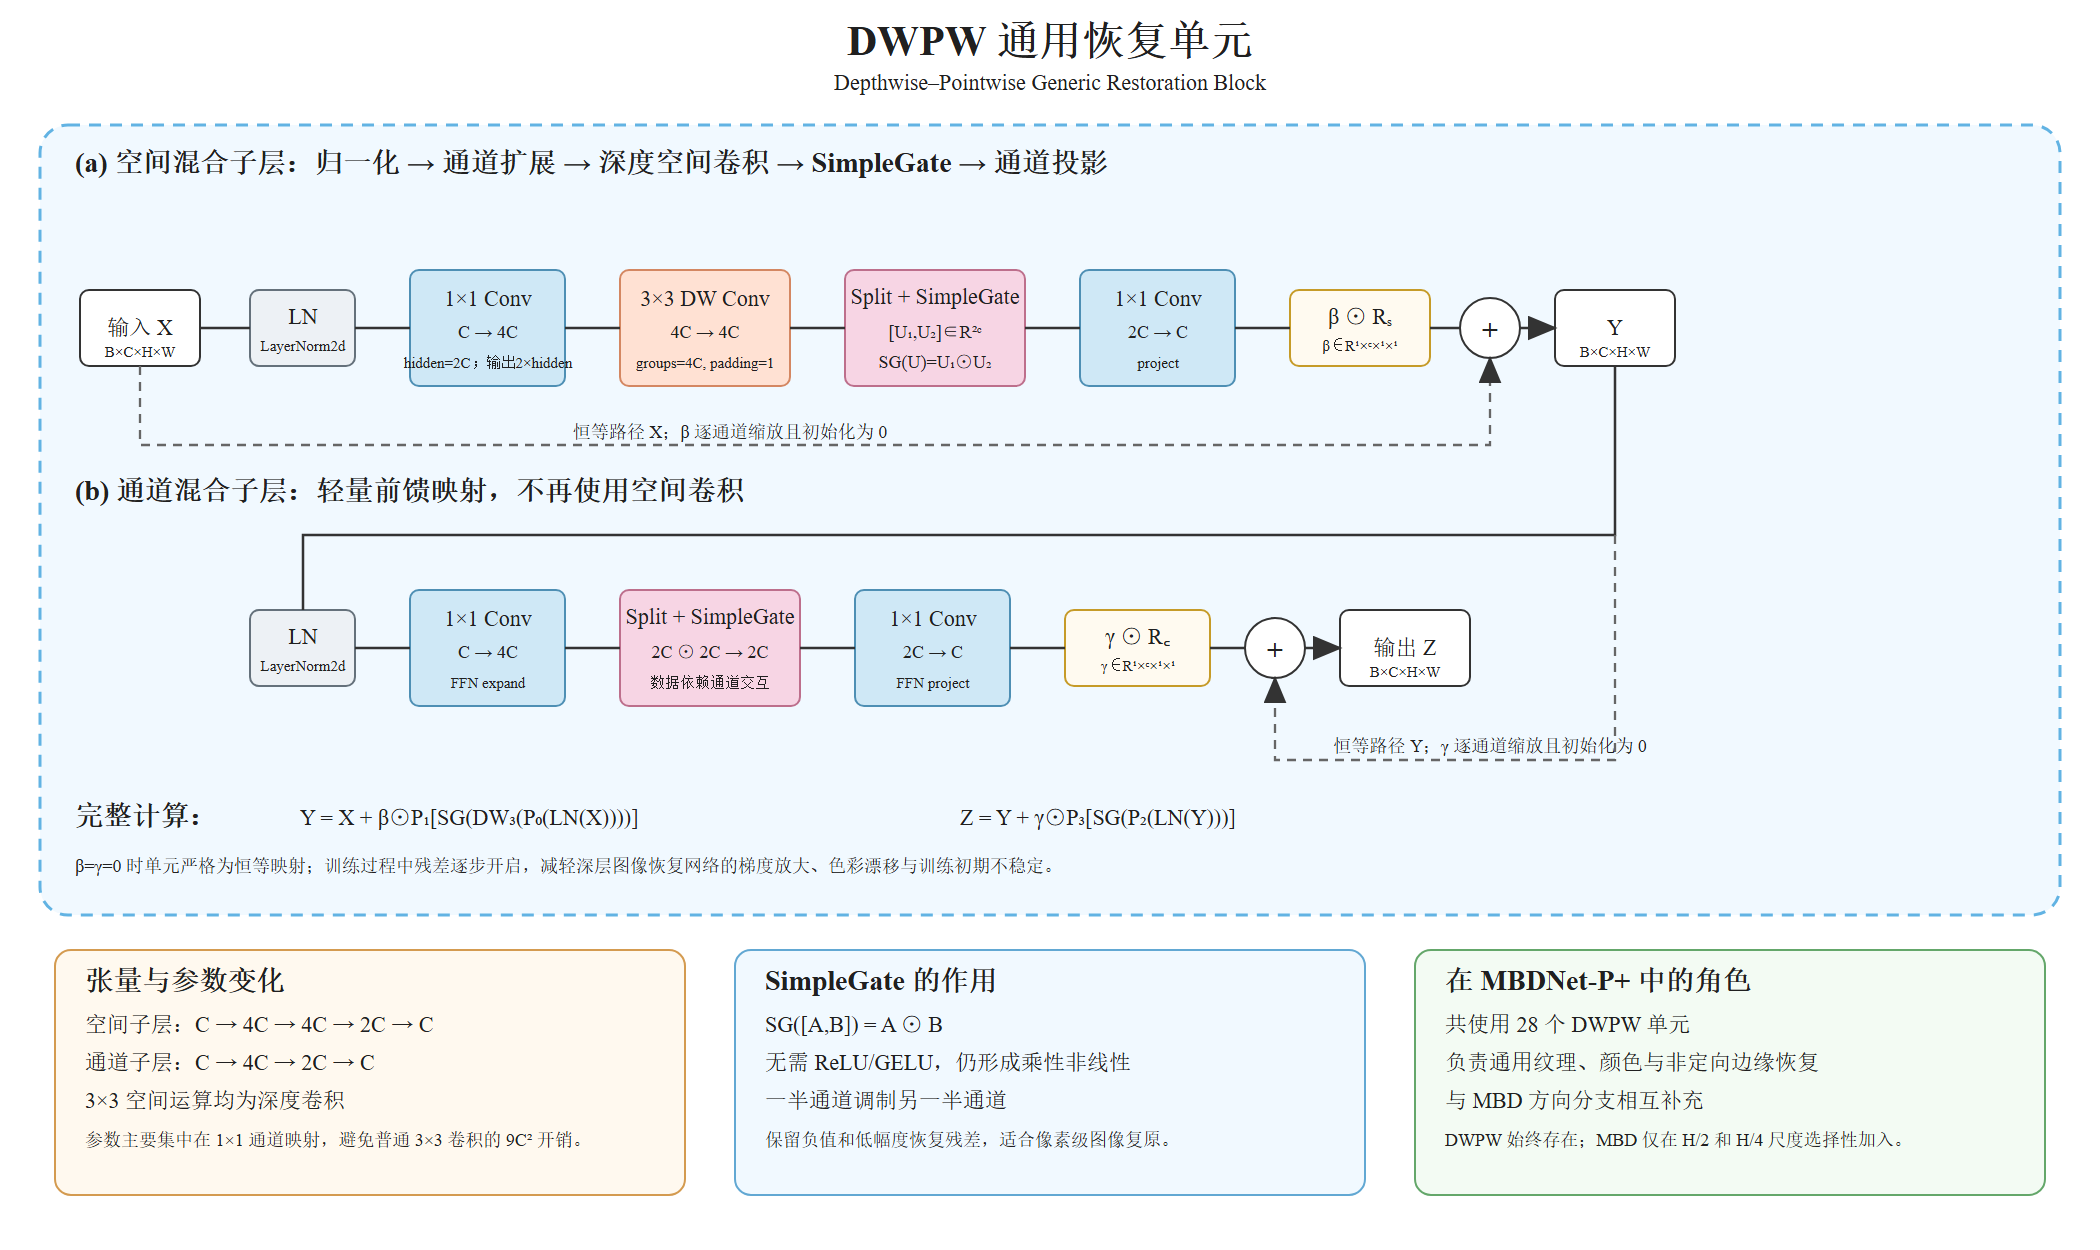 DWPW 通用恢复单元
Depthwise–Pointwise Generic Restoration Block
(a) 空间混合子层：归一化 → 通道扩展 → 深度空间卷积 → SimpleGate → 通道投影
输入 X
B×C×H×W
LN
LayerNorm2d
1×1 Conv
C → 4C
hidden=2C；输出2×hidden
3×3 DW Conv
4C → 4C
groups=4C, padding=1
Split + SimpleGate
[U₁,U₂]∈R²ᶜ
SG(U)=U₁⊙U₂
1×1 Conv
2C → C
project
β ⊙ Rₛ
β∈R¹×ᶜ×¹×¹
+
Y
B×C×H×W
恒等路径 X；β 逐通道缩放且初始化为 0
(b) 通道混合子层：轻量前馈映射，不再使用空间卷积
LN
LayerNorm2d
1×1 Conv
C → 4C
FFN expand
Split + SimpleGate
2C ⊙ 2C → 2C
数据依赖通道交互
1×1 Conv
2C → C
FFN project
γ ⊙ R꜀
γ∈R¹×ᶜ×¹×¹
+
输出 Z
B×C×H×W
恒等路径 Y；γ 逐通道缩放且初始化为 0
完整计算：
Y = X + β⊙P₁[SG(DW₃(P₀(LN(X))))]
Z = Y + γ⊙P₃[SG(P₂(LN(Y)))]
β=γ=0 时单元严格为恒等映射；训练过程中残差逐步开启，减轻深层图像恢复网络的梯度放大、色彩漂移与训练初期不稳定。
张量与参数变化
空间子层：C → 4C → 4C → 2C → C
通道子层：C → 4C → 2C → C
3×3 空间运算均为深度卷积
参数主要集中在 1×1 通道映射，避免普通 3×3 卷积的 9C² 开销。
SimpleGate 的作用
SG([A,B]) = A ⊙ B
无需 ReLU/GELU，仍形成乘性非线性
一半通道调制另一半通道
保留负值和低幅度恢复残差，适合像素级图像复原。
在 MBDNet-P+ 中的角色
共使用 28 个 DWPW 单元
负责通用纹理、颜色与非定向边缘恢复
与 MBD 方向分支相互补充
DWPW 始终存在；MBD 仅在 H/2 和 H/4 尺度选择性加入。